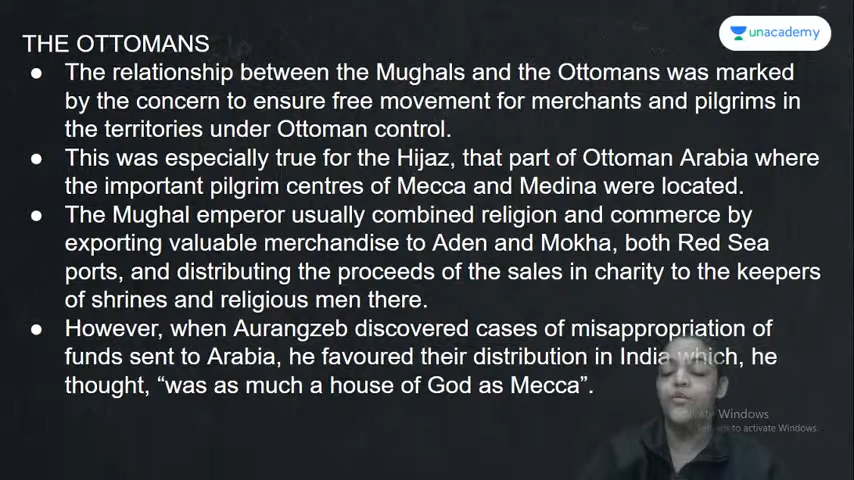 THE OTTOMANS
unacademy
● The relationship between the Mughals and the Ottomans was marked
by the concern to ensure free movement for merchants and pilgrims in
the territories under Ottoman control.
● This was especially true for the Hijaz, that part of Ottoman Arabia where
the important pilgrim centres of Mecca and Medina were located.
● The Mughal emperor usually combined religion and commerce by
exporting valuable merchandise to Aden and Mokha, both Red Sea
ports, and distributing the proceeds of the sales in charity to the keepers
of shrines and religious men there.
● However, when Aurangzeb discovered cases of misappropriation of
funds sent to Arabia, he favoured their distribution in India which, he
thought, “was as much a house of God as Mecca”.
Windows
to activate Windows.